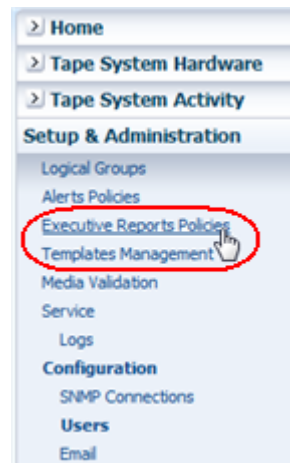 Home
Tape System Hardware
Tape System Activity
Setup & Administration
Logical Groups
Alerts Policies
Executive Reports Policies
Templates Management
Media Validation
Service
Logs
Configuration
SNMP Connections
Users
Email